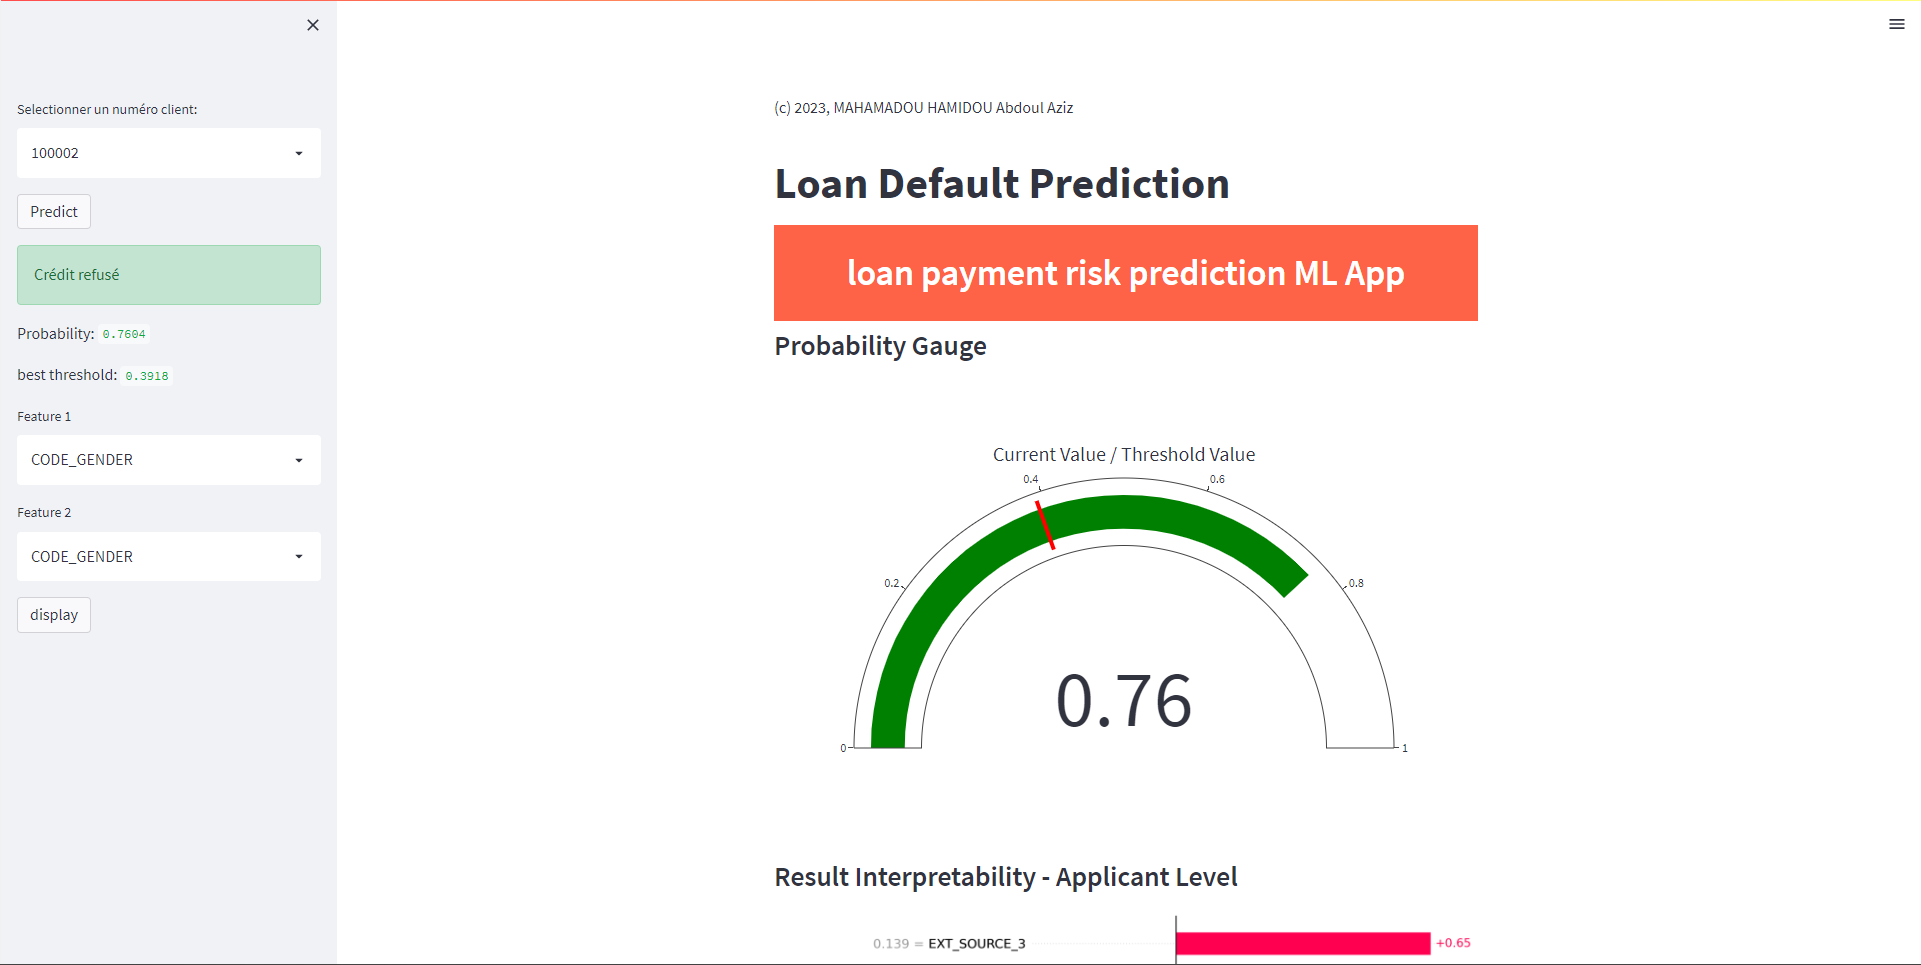 Selectionner un numéro client:
100002
Predict
Crédit refusé
Probability: 0.7604
best threshold: 0.3918
Feature 1
CODE_GENDER
Feature 2
CODE_GENDER
display
(c) 2023, MAHAMADOU HAMIDOU Abdoul Aziz
Loan Default Prediction
loan payment risk prediction ML App
Probability Gauge
Current Value / Threshold Value
0.4
0.6
0.2
0.8
0.76
0
1
Result Interpretability - Applicant Level
0.139 = EXT_SOURCE_3
+0.65